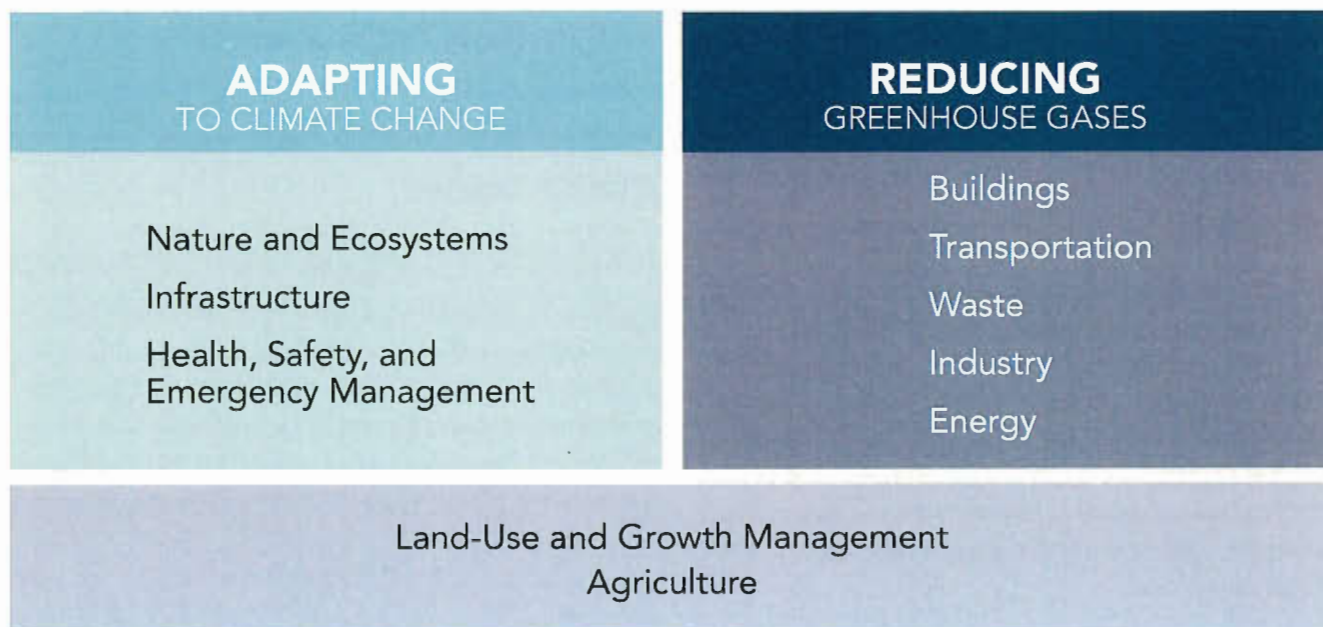 ADAPTING
TO CLIMATE CHANGE
Nature and Ecosystems
Infrastructure
Health, Safety, and
Emergency Management
REDUCING
GREENHOUSE GASES
Buildings
Transportation
Waste
Industry
Energy
Land-Use and Growth Management
Agriculture